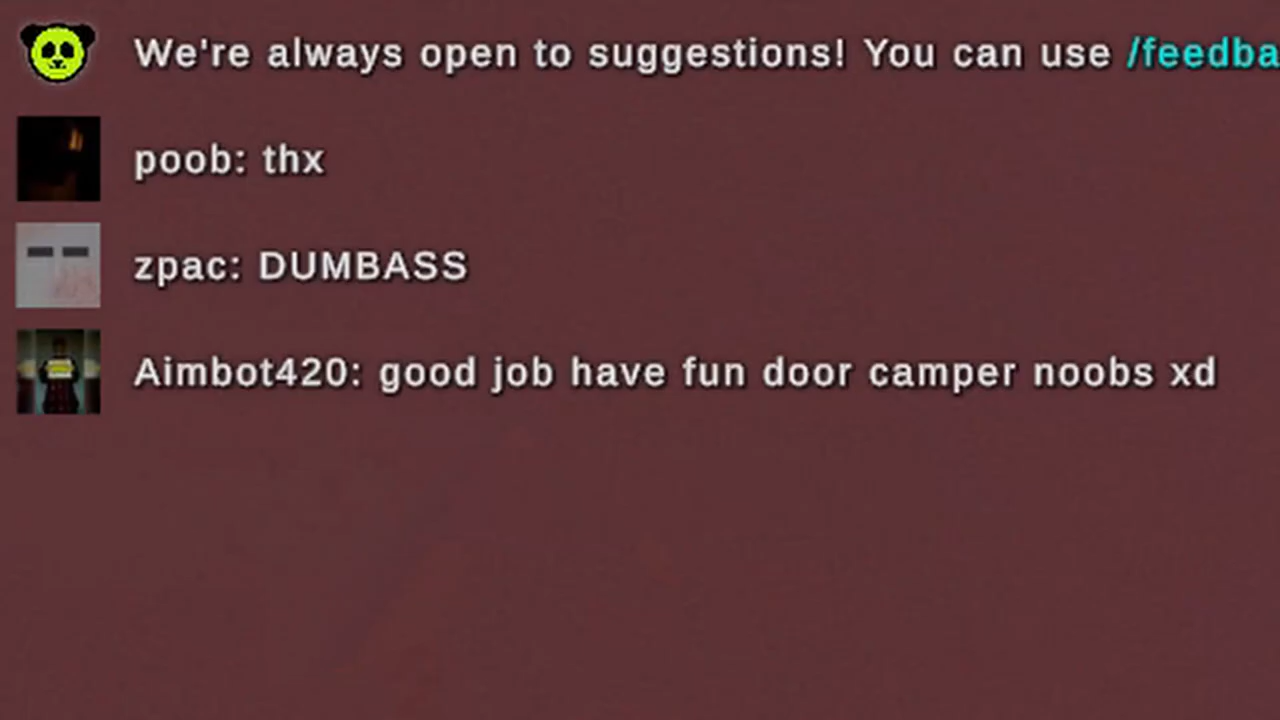 We're always open to suggestions! You can use /feedba
poob: thx
zpac: DUMBASS
Aimbot420: good job have fun door camper noobs xd